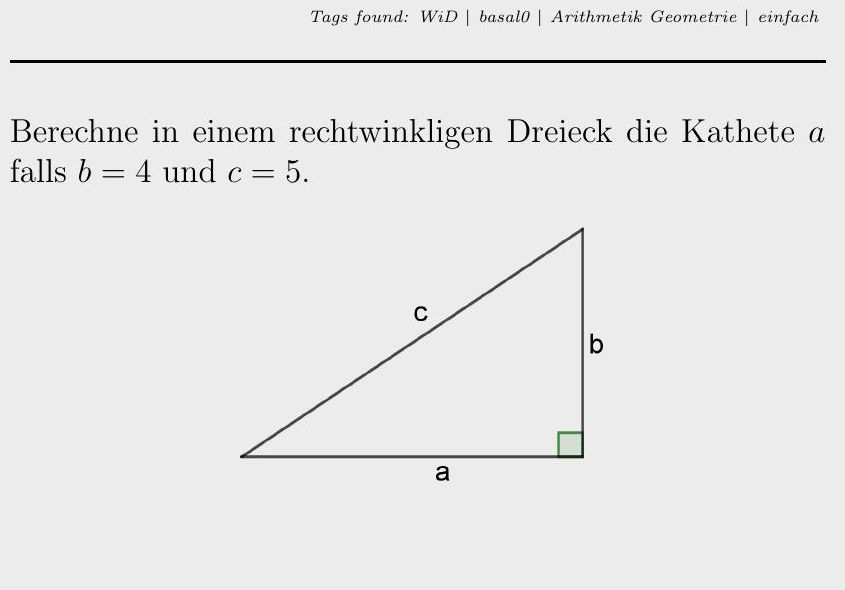 Tags found: WiD | basal0 | Arithmetik Geometrie | einfach
Berechne in einem rechtwinkligen Dreieck die Kathete a
falls b = 4 und c = 5.
c
b
a